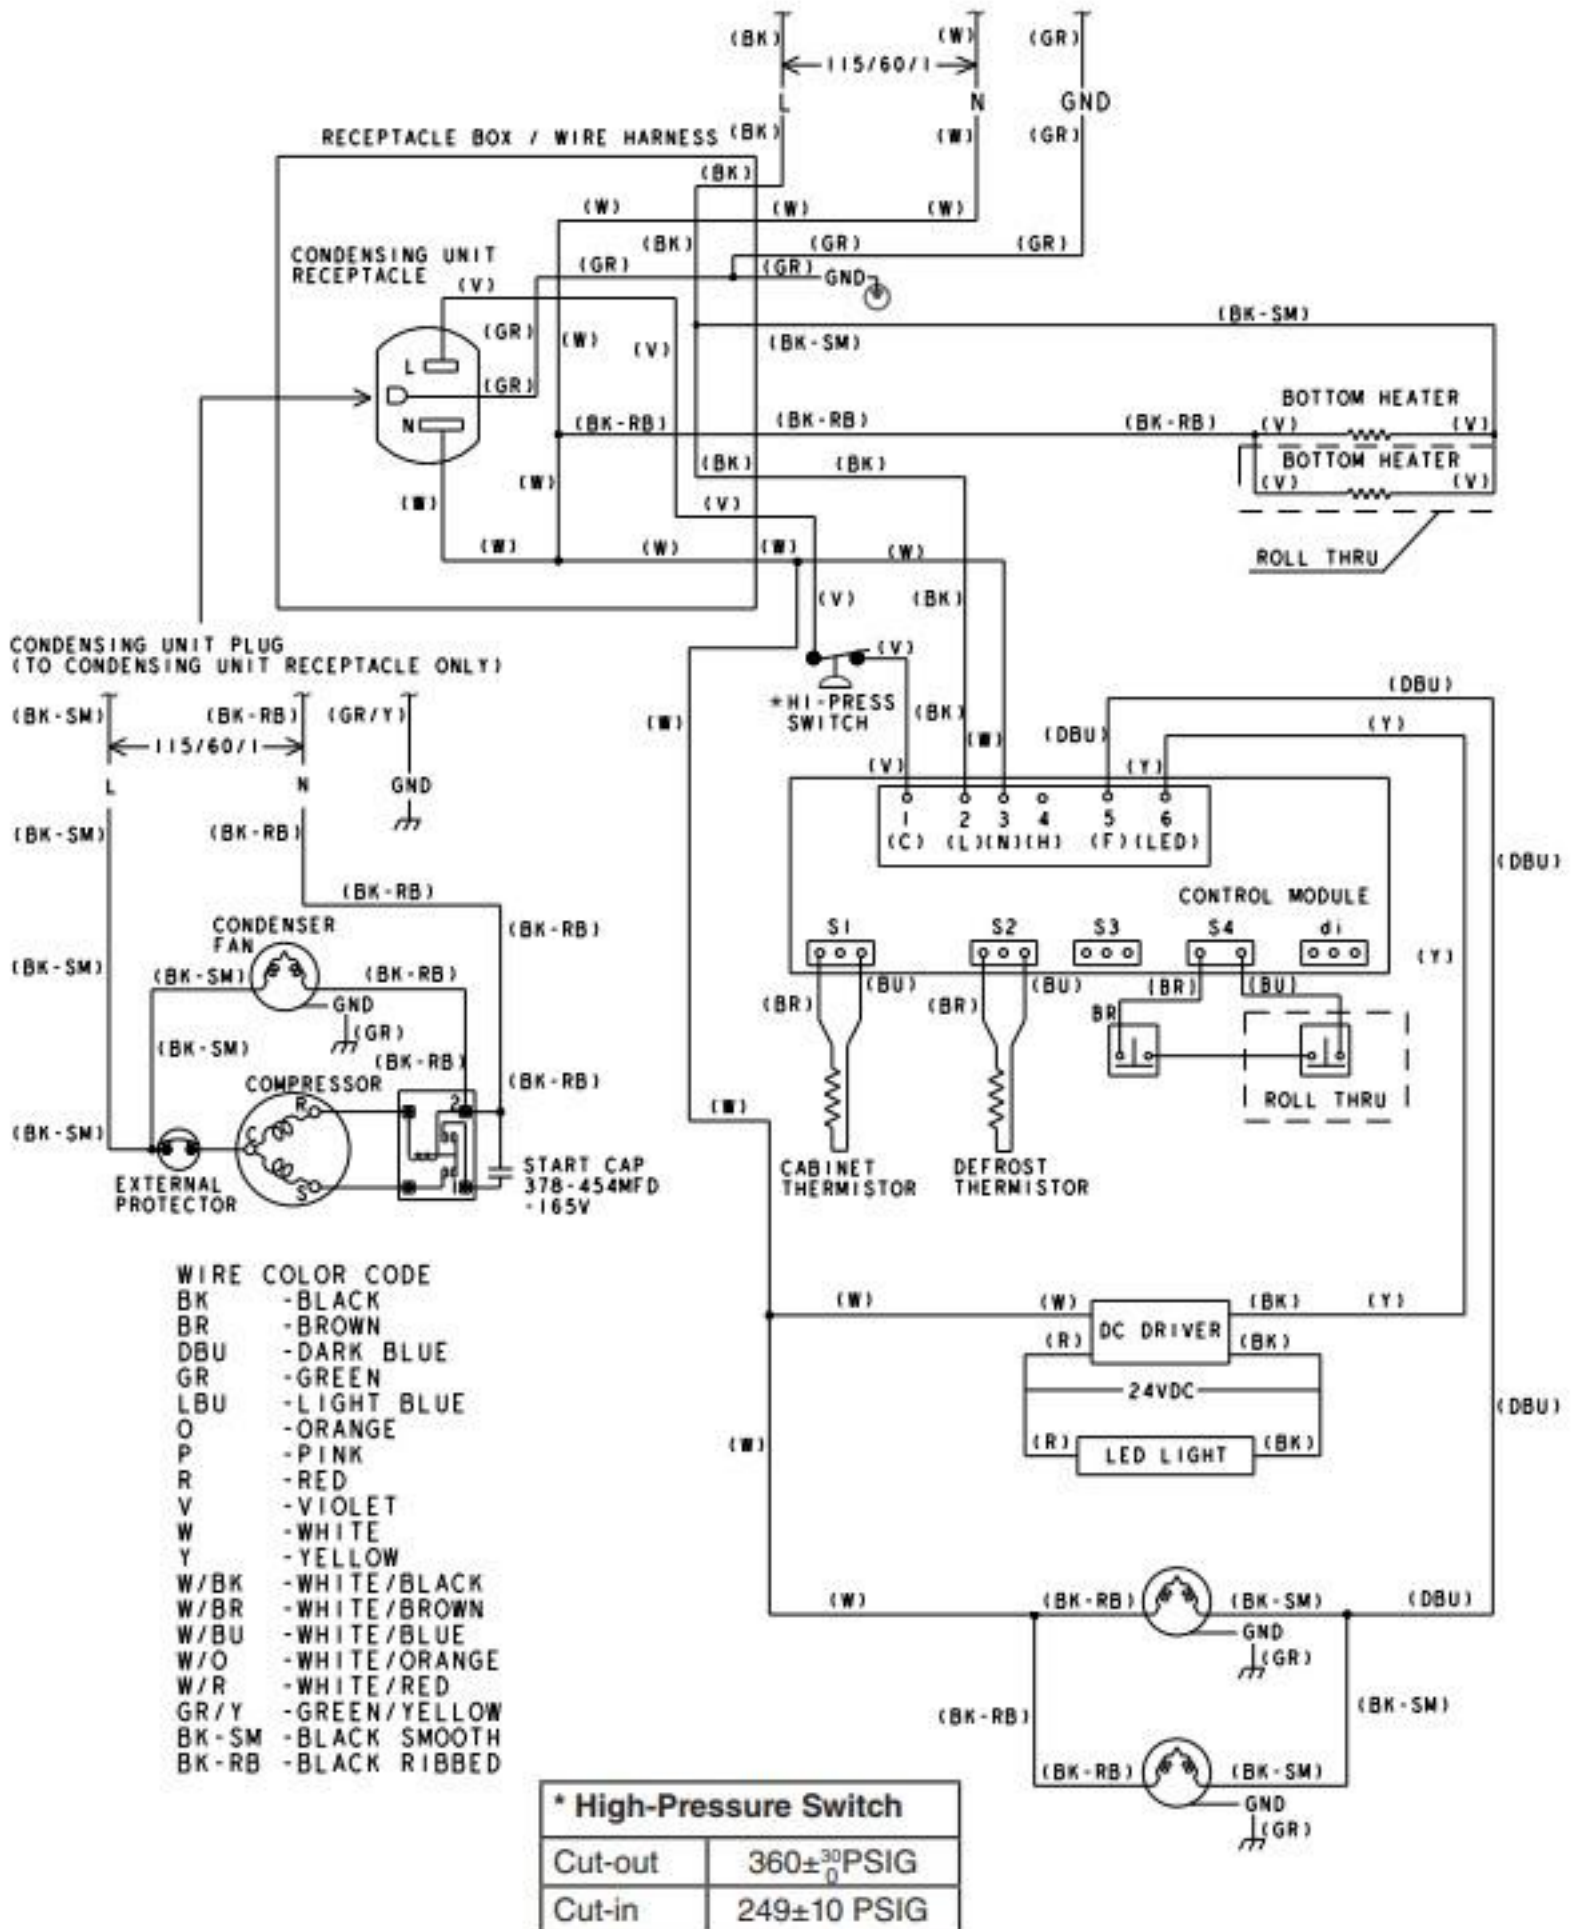 (BK)
(W)
(GR)
115/60/1
L
N
GND
RECEPTACLE BOX / WIRE HARNESS
(BK)
(W)
(GR)
(BK)
(W)
(W)
(W)
(BK)
(GR)
(GR)
CONDENSING UNIT
RECEPTACLE
(GR)
(GR)
GND
(V)
(BK-SM)
(GR)
(W)
(V)
(BK-SM)
L
(GR)
N
BOTTOM HEATER
(BK-RB)
(BK-RB)
(BK-RB)
(V)
(V)
BOTTOM HEATER
(BK)
(BK)
(V)
(V)
(W)
(W)
(V)
ROLL THRU
(W)
(W)
(W)
(W)
(V)
(BK)
CONDENSING UNIT PLUG
(TO CONDENSING UNIT RECEPTACLE ONLY)
(V)
(BK-SM)
(BK-RB)
(GR/Y)
*HI-PRESS
SWITCH
(W)
(BK)
(W)
(DBU)
(DBU)
(Y)
115/60/1
L
N
GND
(V)
(Y)
1 2 3 4 5 6
(C) (L)(N)(H) (F)(LED)
(BK-SM)
(BK-RB)
(DBU)
(BK-RB)
CONTROL MODULE
CONDENSER
FAN
(BK-RB)
S1 S2 S3 S4 di
(BK-SM)
(BK-SM)
(BK-RB)
(Y)
GND
(GR)
(BR)
(BU)
(BR)
(BU)
(BR)
(BU)
BR
(BK-SM)
(BK-RB)
COMPRESSOR
(BK-RB)
ROLL THRU
R
2
(W)
(BK-SM)
C
S
1
EXTERNAL
PROTECTOR
START CAP
378-454MFD
-165V
CABINET
THERMISTOR
DEFROST
THERMISTOR
WIRE COLOR CODE
BK -BLACK
BR -BROWN
DBU -DARK BLUE
GR -GREEN
LBU -LIGHT BLUE
O -ORANGE
P -PINK
R -RED
V -VIOLET
W -WHITE
Y -YELLOW
W/BK -WHITE/BLACK
W/BR -WHITE/BROWN
W/BU -WHITE/BLUE
W/O -WHITE/ORANGE
W/R -WHITE/RED
GR/Y -GREEN/YELLOW
BK-SM -BLACK SMOOTH
BK-RB -BLACK RIBBED
(W)
(W)
(BK)
(Y)
DC DRIVER
(R)
(BK)
24VDC
(DBU)
(W)
(R)
LED LIGHT
(BK)
(W)
(BK-RB)
(BK-SM)
(DBU)
GND
(GR)
(BK-RB)
(BK-SM)
(BK-RB)
(BK-SM)
GND
(GR)
* High-Pressure Switch
Cut-out 360±30 0 PSIG
Cut-in 249±10 PSIG